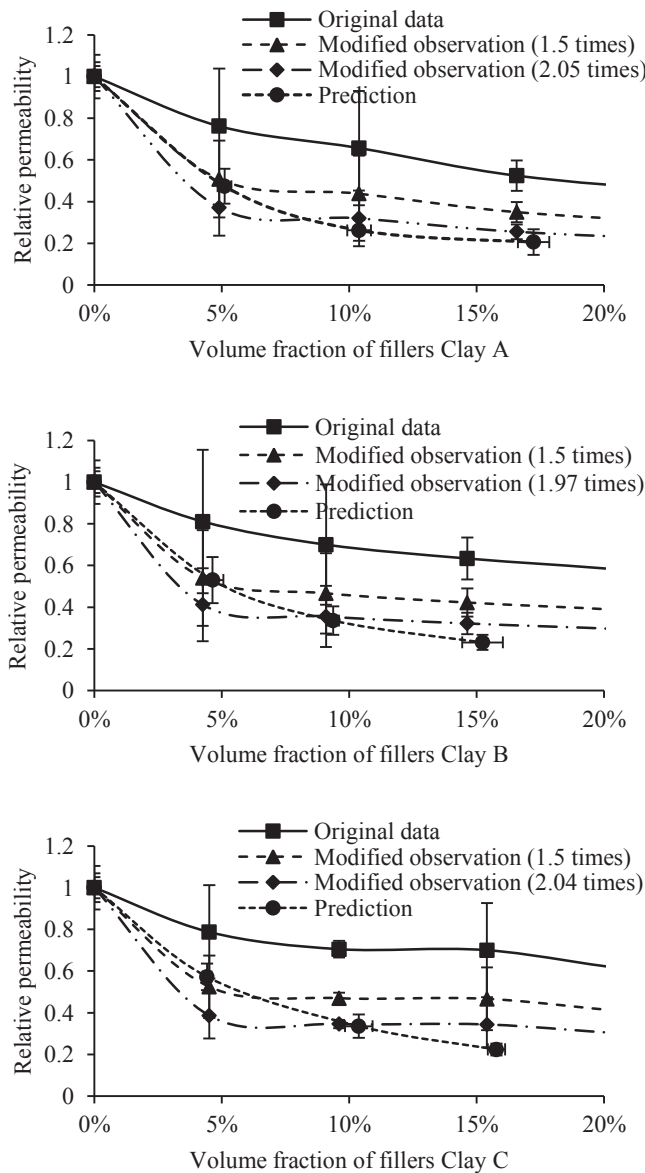 Original data
Modified observation (1.5 times)
Modified observation (2.05 times)
Prediction
Relative permeability
1.2
1
0.8
0.6
0.4
0.2
0
0% 5% 10% 15% 20%
Volume fraction of fillers Clay A
Original data
Modified observation (1.5 times)
Modified observation (1.97 times)
Prediction
Relative permeability
1.2
1
0.8
0.6
0.4
0.2
0
0% 5% 10% 15% 20%
Volume fraction of fillers Clay B
Original data
Modified observation (1.5 times)
Modified observation (2.04 times)
Prediction
Relative permeability
1.2
1
0.8
0.6
0.4
0.2
0
0% 5% 10% 15% 20%
Volume fraction of fillers Clay C